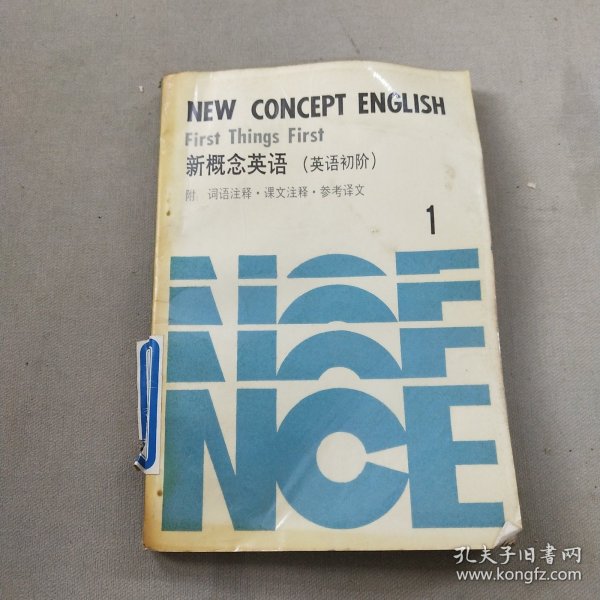 NEW CONCEPT ENGLISH
First Things First
新概念英语（英语初阶）
附：词语注释·课文注释·参考译文
1
NCE
NCE
NCE
孔夫子旧书网
www.kongfz.com